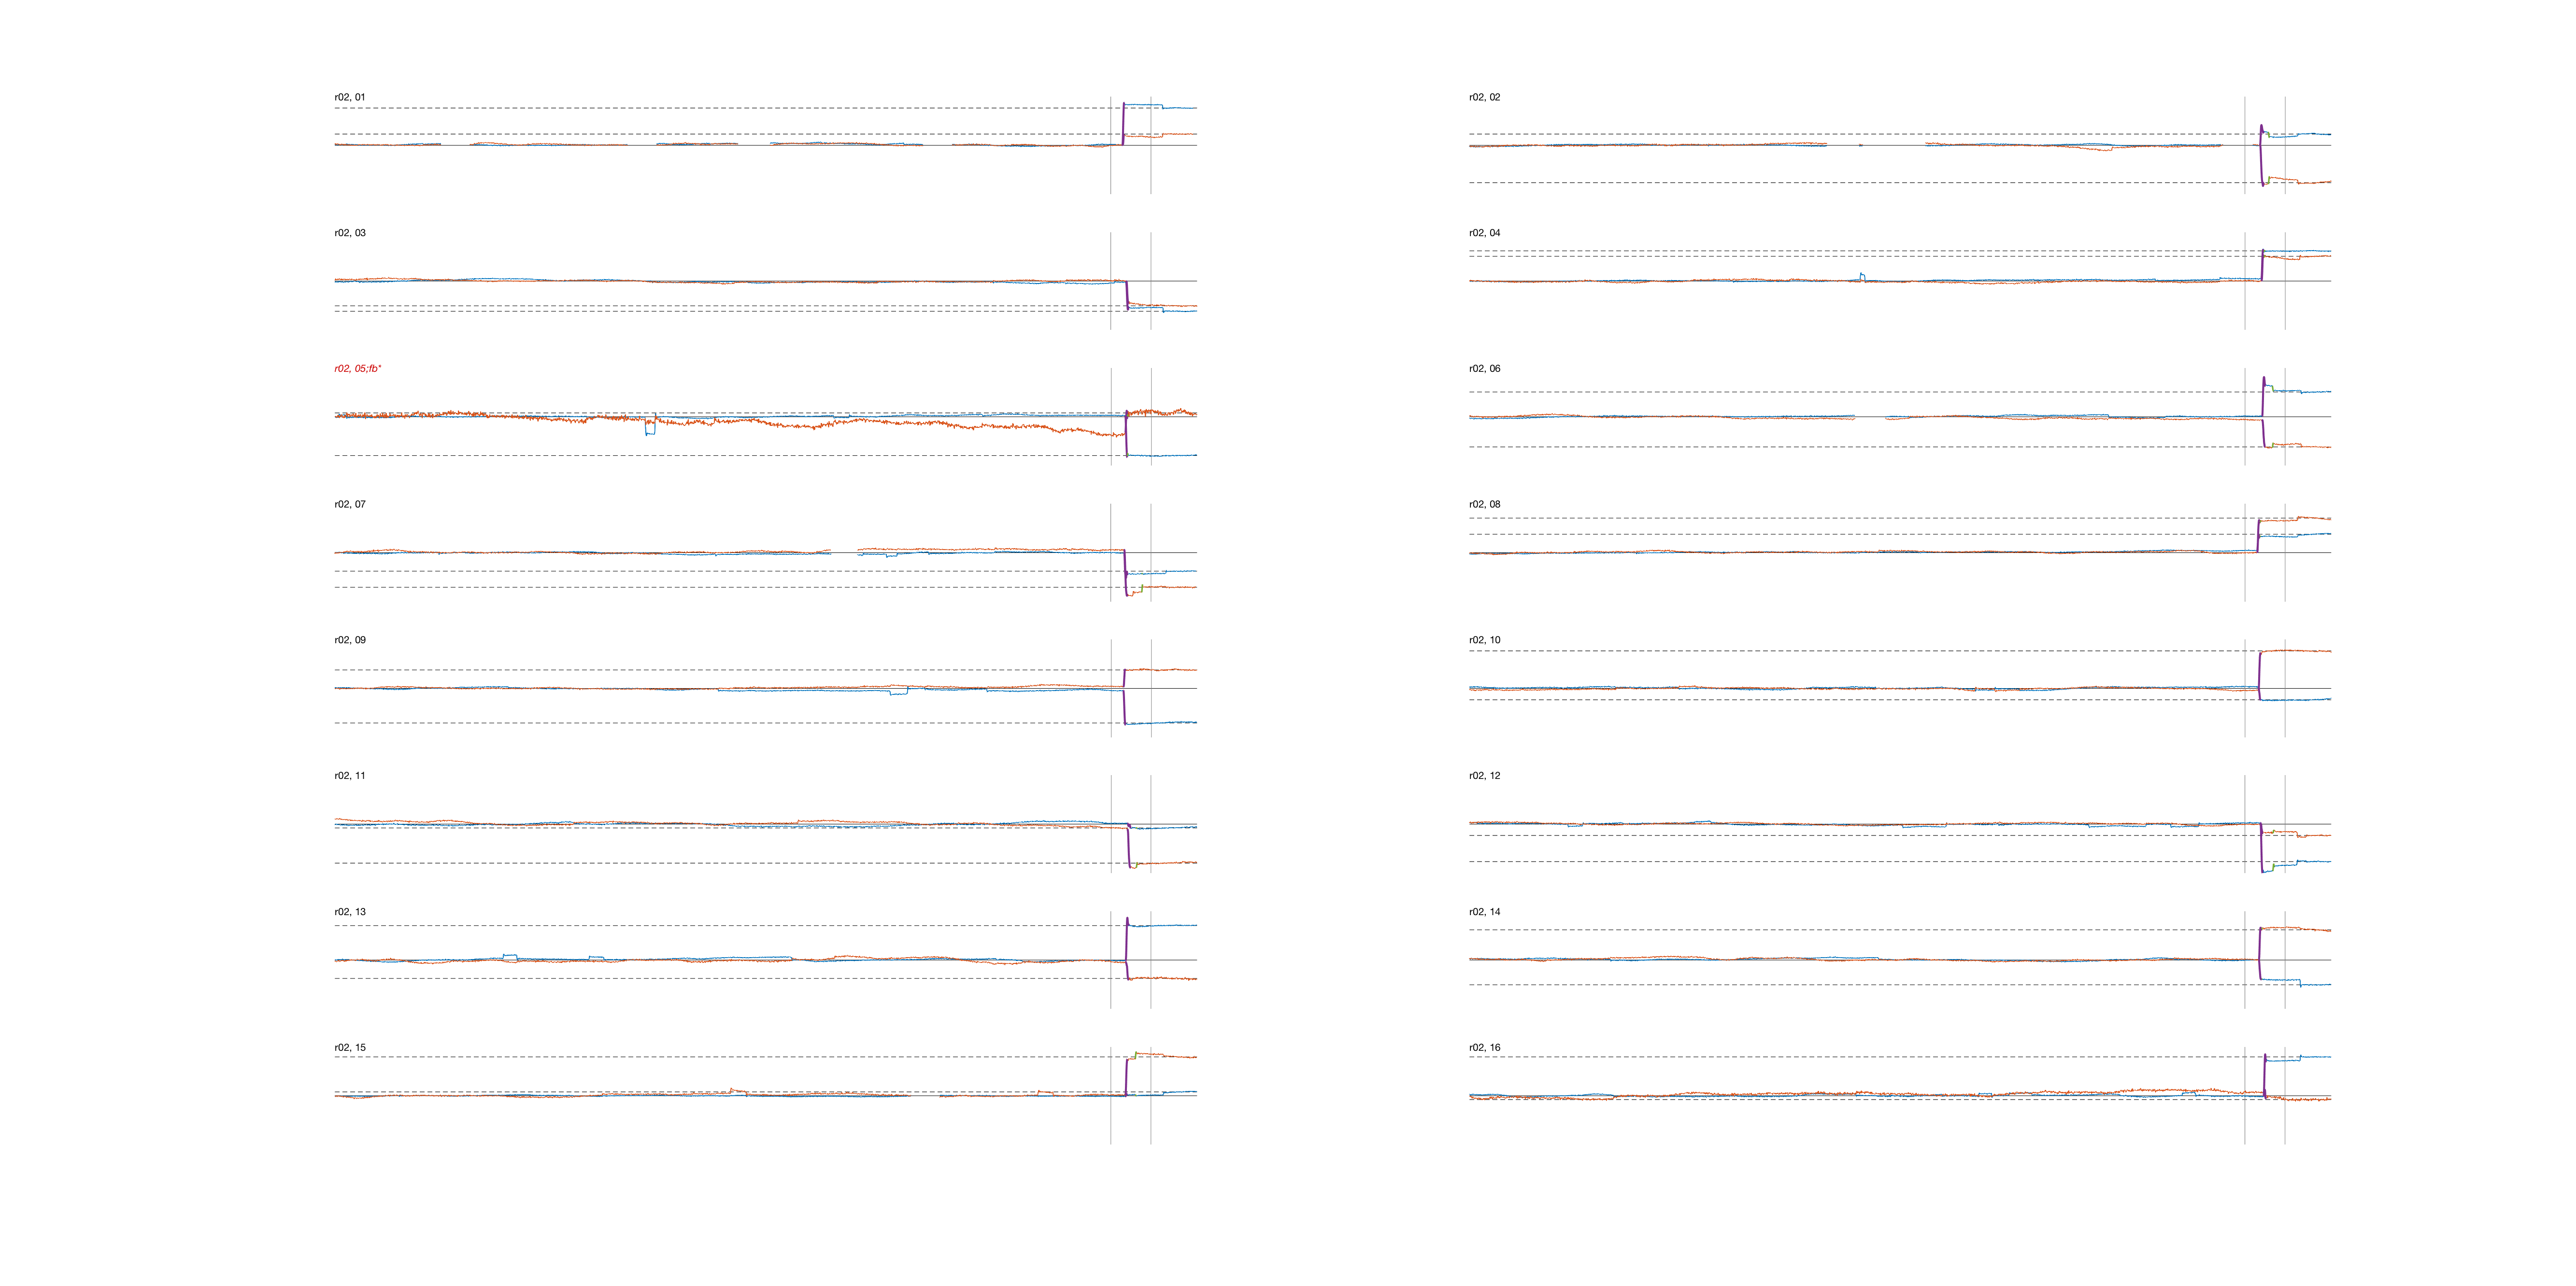 r02, 01
r02, 02
r02, 03
r02, 04
r02, 05;fb*
r02, 06
r02, 07
r02, 08
r02, 09
r02, 10
r02, 11
r02, 12
r02, 13
r02, 14
r02, 15
r02, 16